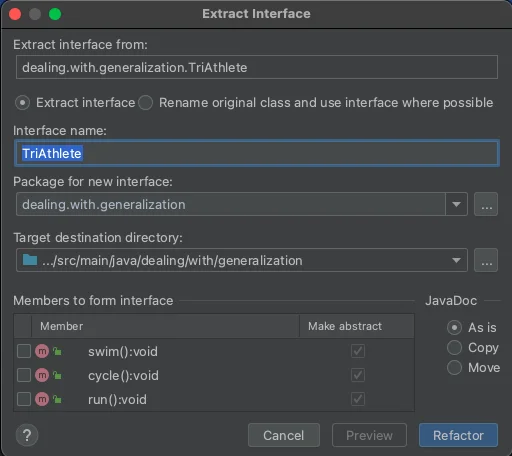 Extract Interface
Extract interface from:
dealing.with.generalization.TriAthlete
Extract interface Rename original class and use interface where possible
Interface name:
TriAthlete
Package for new interface:
dealing.with.generalization
...
Target destination directory:
.../src/main/java/dealing/with/generalization
...
Members to form interface
JavaDoc
Member Make abstract
As is
m swim():void
Copy
m cycle():void
Move
m run():void
? Cancel Preview Refactor